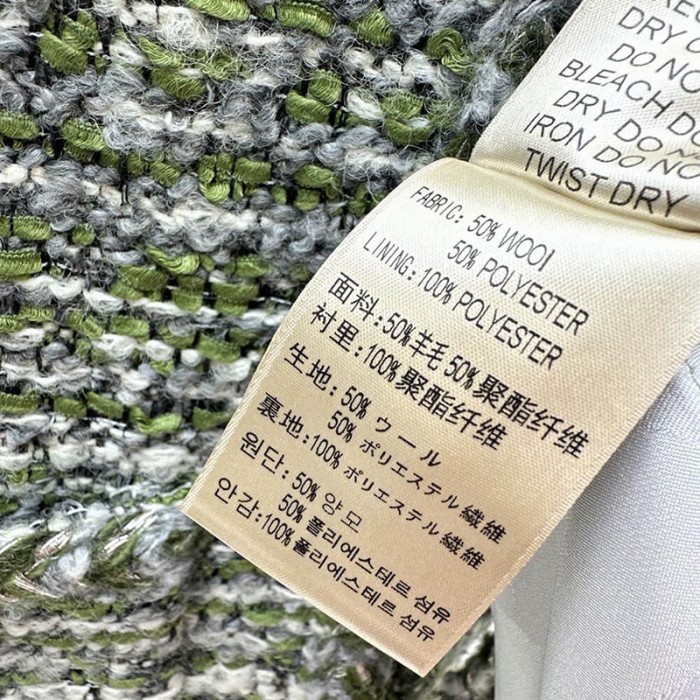 DRY
DO NO
BLEACH DO
DRY DO NO
IRON DO NO
TWIST DRY
FABRIC: 50% WOOl
50% POLYESTER
LINING: 100% POLYESTER
面料:50%羊毛 50%聚酯纤维
衬里:100%聚酯纤维
生地: 50% ウール
50% ポリエステル繊維
裏地:100% ポリエステル繊維
원단: 50% 양모
50% 폴리에스테르 섬유
안감:100% 폴리에스테르 섬유